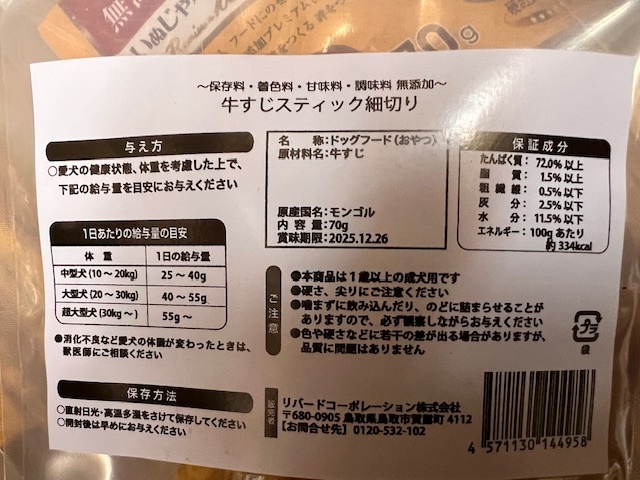 70g
～保存料・着色料・甘味料・調味料 無添加～
牛すじスティック細切り
与え方
○愛犬の健康状態、体重を考慮した上で、
下記の給与量を目安にお与えください
1日あたりの給与量の目安
体 重 1日の給与量
中型犬(10～20kg) 25～40g
大型犬(20～30kg) 40～55g
超大型犬(30kg～) 55g～
●消化不良など愛犬の体調が変わったときは、
獣医師にご相談ください
保存方法
○直射日光・高温多湿をさけて保存してください
○開封後は早めにお与えください
名 称:ドッグフード(おやつ)
原材料名:牛すじ
原産国名:モンゴル
内 容 量:70g
賞味期限:2025.12.26
保証成分
たんぱく質: 72.0%以上
脂 質: 1.5%以上
粗 繊 維: 0.5%以下
灰 分: 2.5%以下
水 分: 11.5%以下
エネルギー: 100gあたり
約334kcal
ご注意
●本商品は1歳以上の成犬用です
●硬さ、尖りにご注意ください
●噛まずに飲み込んだり、のどに詰まらせることが
ありますので、必ず観察しながらお与えください
●色や硬さなどに若干の差が出る場合がありますが、
品質に問題はありません
プラ
袋
販売者
リバードコーポレーション株式会社
〒680-0905 鳥取県鳥取市賀露町4112
【お問合せ先】0120-532-102
4 571130 144958